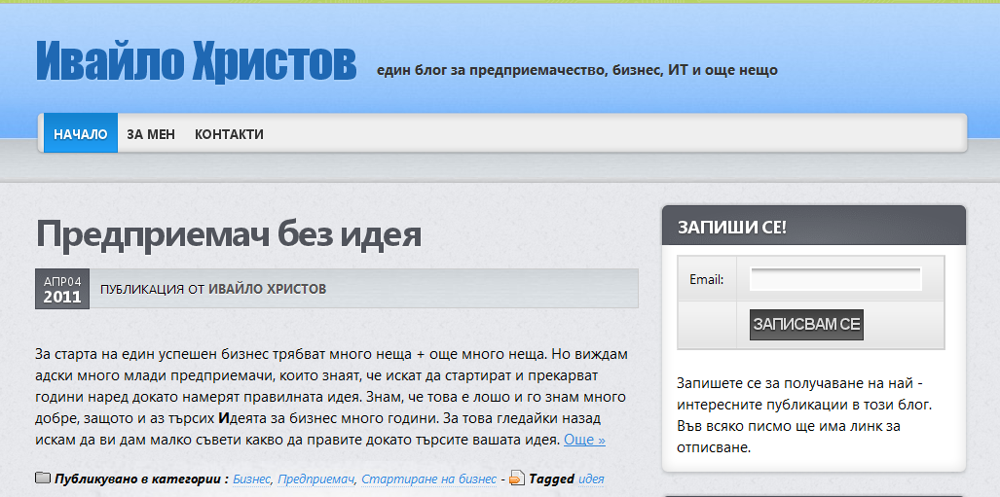 Ивайло Христов
един блог за предприемачество, бизнес, ИТ и още нещо
НАЧАЛО ЗА МЕН КОНТАКТИ
Предприемач без идея
АПР04
2011
ПУБЛИКАЦИЯ ОТ ИВАЙЛО ХРИСТОВ
За старта на един успешен бизнес трябват много неща + още много неща. Но виждам
адски много млади предприемачи, които знаят, че искат да стартират и прекарват
години наред докато намерят правилната идея. Знам, че това е лошо и го знам много
добре, защото и аз търсих Идеята за бизнес много години. За това гледайки назад
искам да ви дам малко съвети какво да правите докато търсите вашата идея. Още »
Публикувано в категории : Бизнес, Предприемач, Стартиране на бизнес - Tagged идея
ЗАПИШИ СЕ!
Email:
ЗАПИСВАМ СЕ
Запишете се за получаване на най -
интересните публикации в този блог.
Във всяко писмо ще има линк за
отписване.